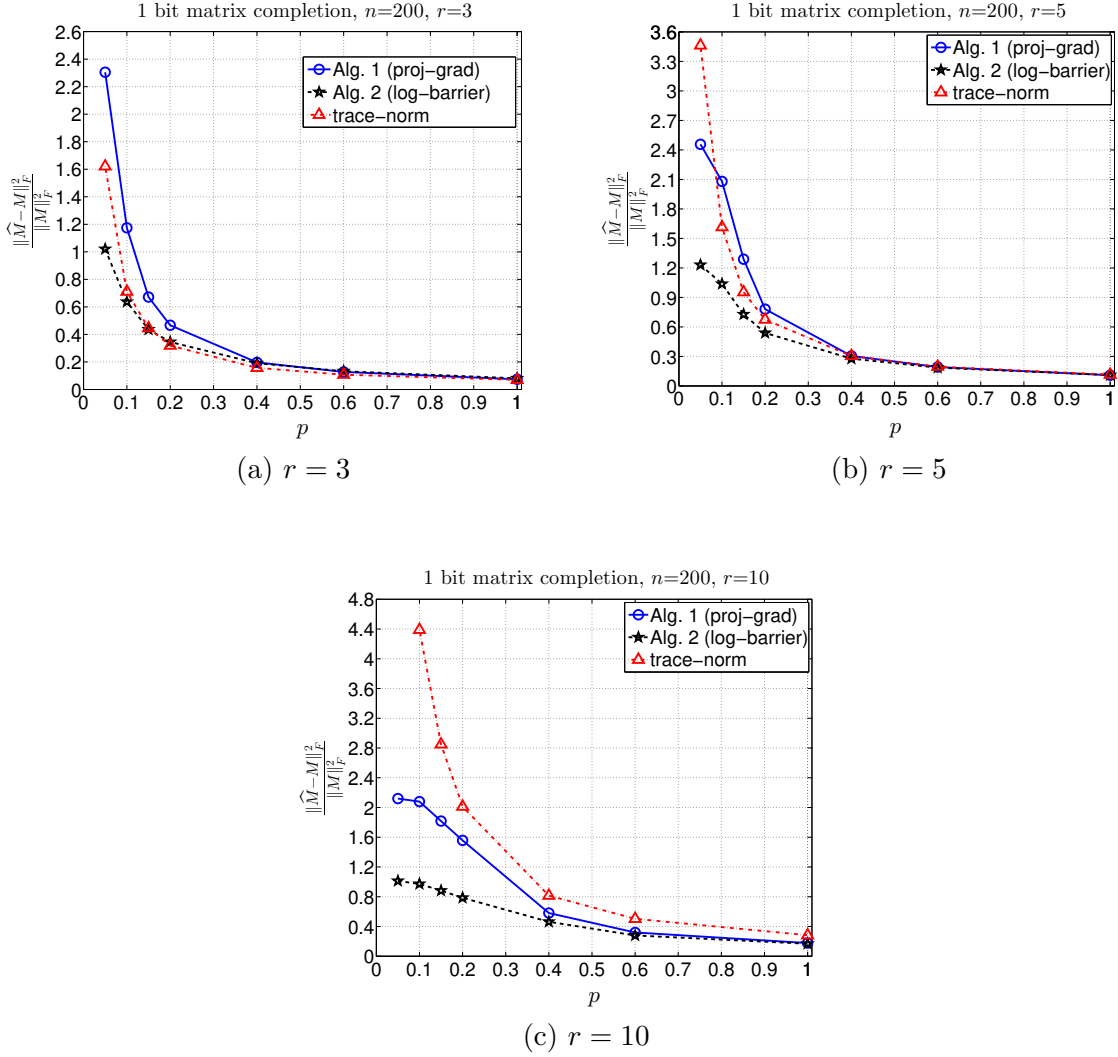 1 bit matrix completion, n=200, r=3
2.6
2.4
2.2
2
1.8
1.6
1.4
1.2
1
0.8
0.6
0.4
0.2
0
0 0.1 0.2 0.3 0.4 0.5 0.6 0.7 0.8 0.9 1
‖M̂−M‖²_F
‖M‖²_F
p
Alg. 1 (proj−grad)
Alg. 2 (log−barrier)
trace−norm
(a) r = 3
1 bit matrix completion, n=200, r=5
3.6
3.3
3
2.7
2.4
2.1
1.8
1.5
1.2
0.9
0.6
0.3
0
0 0.1 0.2 0.3 0.4 0.5 0.6 0.7 0.8 0.9 1
‖M̂−M‖²_F
‖M‖²_F
p
Alg. 1 (proj−grad)
Alg. 2 (log−barrier)
trace−norm
(b) r = 5
1 bit matrix completion, n=200, r=10
4.8
4.4
4
3.6
3.2
2.8
2.4
2
1.6
1.2
0.8
0.4
0
0 0.1 0.2 0.3 0.4 0.5 0.6 0.7 0.8 0.9 1
‖M̂−M‖²_F
‖M‖²_F
p
Alg. 1 (proj−grad)
Alg. 2 (log−barrier)
trace−norm
(c) r = 10